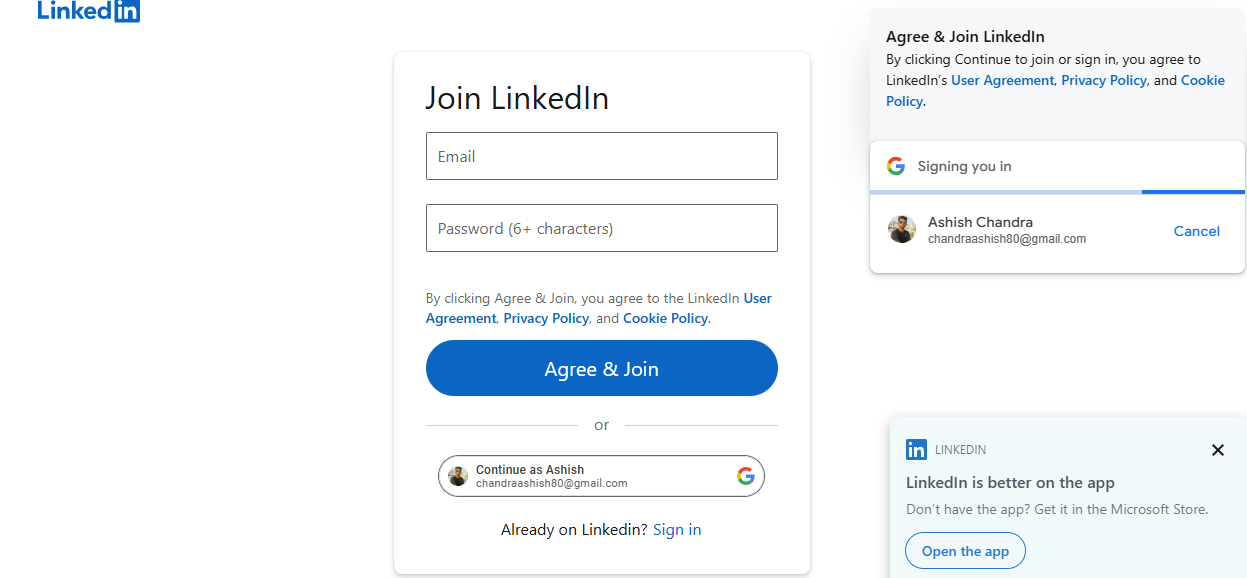 Linked in
Join LinkedIn
Email
Password (6+ characters)
By clicking Agree & Join, you agree to the LinkedIn User
Agreement, Privacy Policy, and Cookie Policy.
Agree & Join
or
Continue as Ashish
chandraashish80@gmail.com
Already on Linkedin? Sign in
Agree & Join LinkedIn
By clicking Continue to join or sign in, you agree to
LinkedIn’s User Agreement, Privacy Policy, and Cookie
Policy.
Signing you in
Ashish Chandra
chandraashish80@gmail.com
Cancel
in LINKEDIN
LinkedIn is better on the app
Don’t have the app? Get it in the Microsoft Store.
Open the app